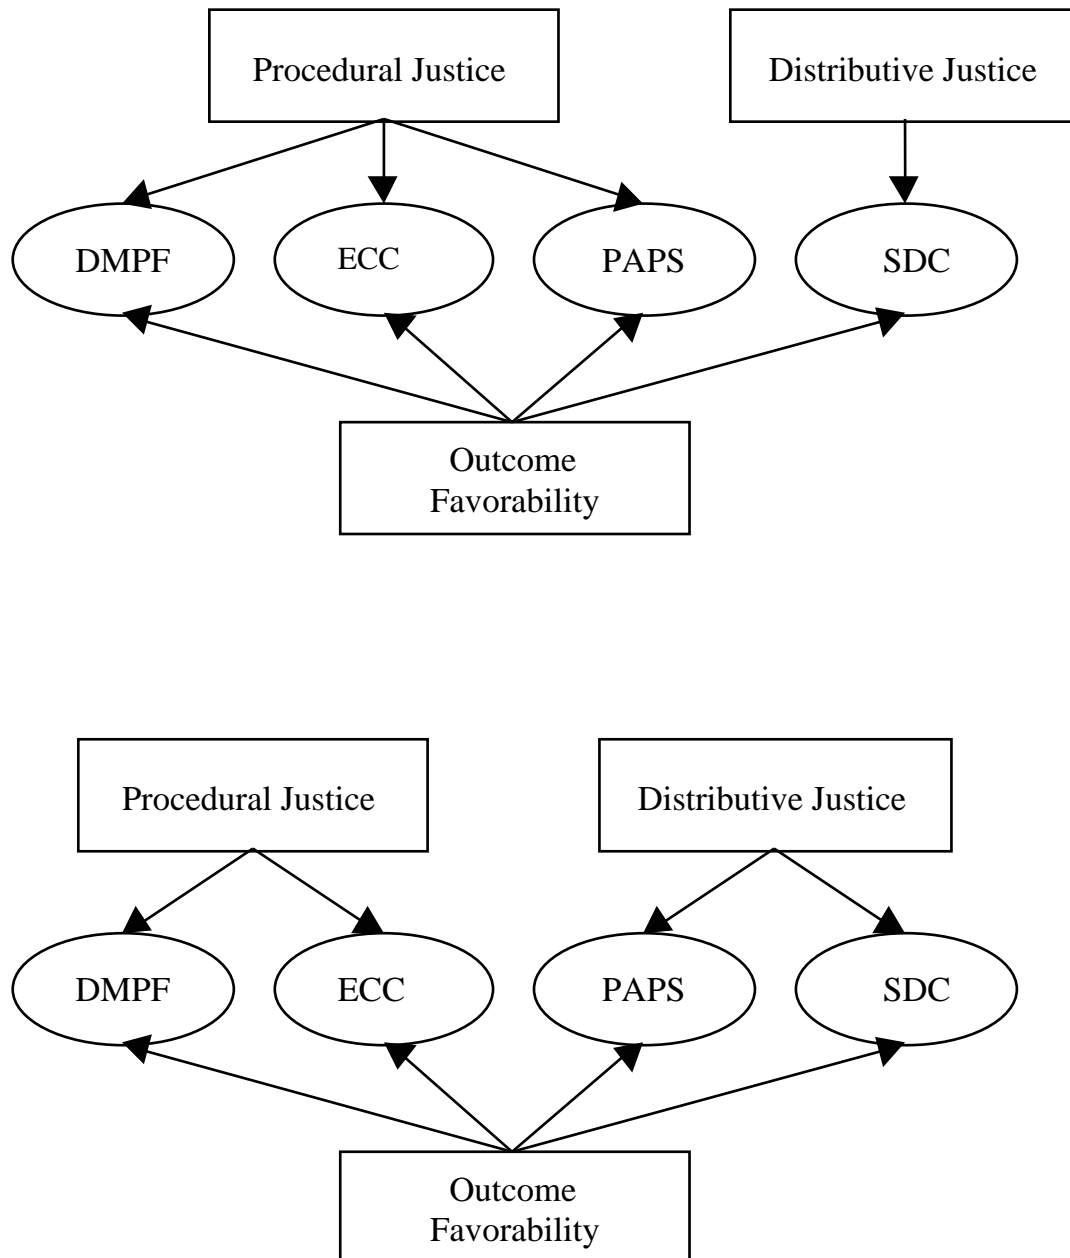 Procedural Justice
Distributive Justice
DMPF
ECC
PAPS
SDC
Outcome
Favorability
Procedural Justice
Distributive Justice
DMPF
ECC
PAPS
SDC
Outcome
Favorability